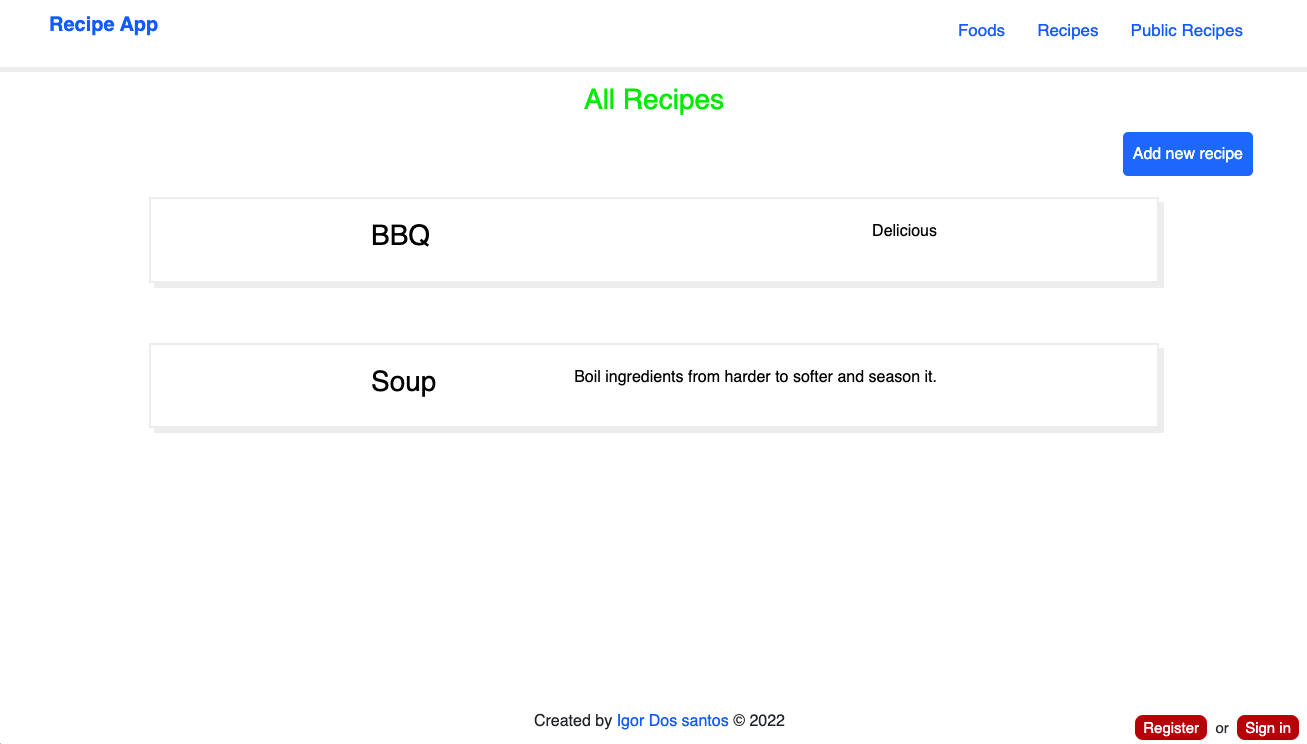 Recipe App
Foods Recipes Public Recipes
All Recipes
Add new recipe
BBQ Delicious
Soup Boil ingredients from harder to softer and season it.
Created by Igor Dos santos © 2022
Register or Sign in